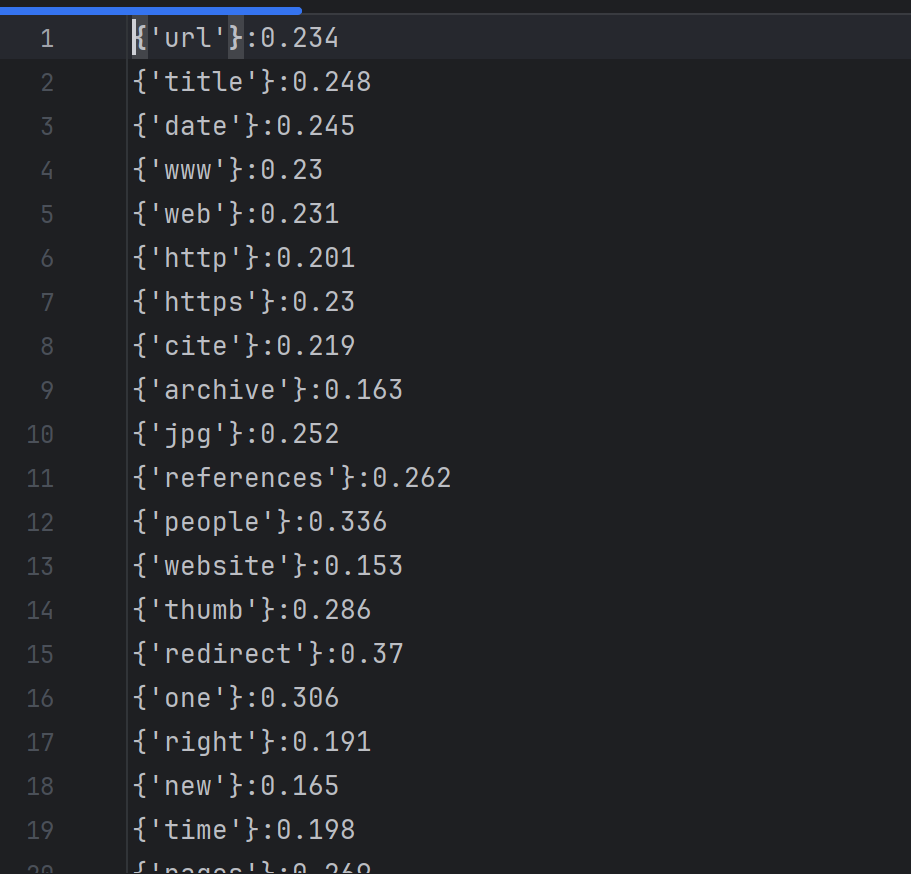 1 {'url'}:0.234
2 {'title'}:0.248
3 {'date'}:0.245
4 {'www'}:0.23
5 {'web'}:0.231
6 {'http'}:0.201
7 {'https'}:0.23
8 {'cite'}:0.219
9 {'archive'}:0.163
10 {'jpg'}:0.252
11 {'references'}:0.262
12 {'people'}:0.336
13 {'website'}:0.153
14 {'thumb'}:0.286
15 {'redirect'}:0.37
16 {'one'}:0.306
17 {'right'}:0.191
18 {'new'}:0.165
19 {'time'}:0.198
20 {'pages'}:0.269